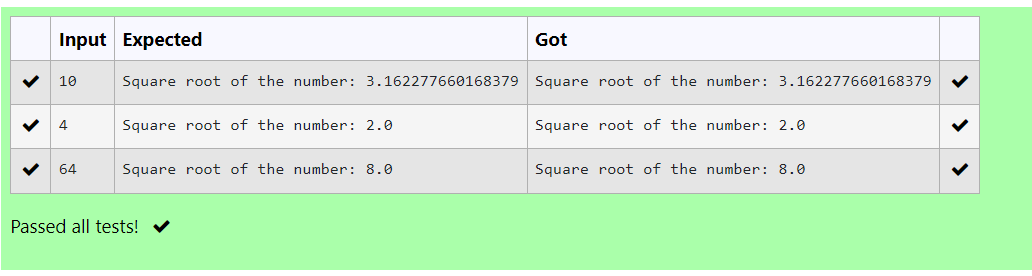 Input Expected Got
10 Square root of the number: 3.162277660168379 Square root of the number: 3.162277660168379
4 Square root of the number: 2.0 Square root of the number: 2.0
64 Square root of the number: 8.0 Square root of the number: 8.0
Passed all tests!